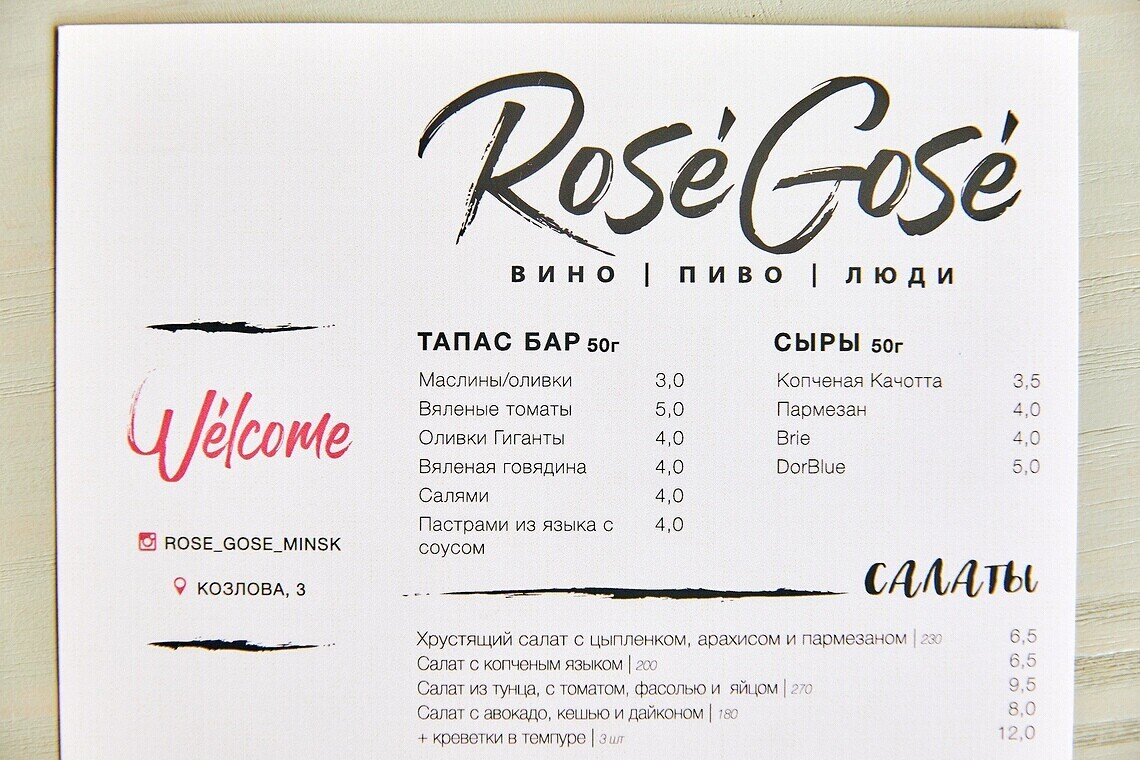 Rosé Gosé
ВИНО | ПИВО | ЛЮДИ
Welcome
ROSE_GOSE_MINSK
КОЗЛОВА, 3
ТАПАС БАР 50г
Маслины/оливки 3,0
Вяленые томаты 5,0
Оливки Гиганты 4,0
Вяленая говядина 4,0
Салями 4,0
Пастрами из языка с 4,0
соусом
СЫРЫ 50г
Копченая Качотта 3,5
Пармезан 4,0
Brie 4,0
DorBlue 5,0
САЛАТЫ
Хрустящий салат с цыпленком, арахисом и пармезаном | 230 6,5
Салат с копченым языком | 200 6,5
Салат из тунца, с томатом, фасолью и яйцом | 270 9,5
Салат с авокадо, кешью и дайконом | 180 8,0
+ креветки в темпуре | 3 шт 12,0